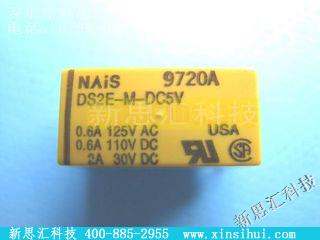 NAiS 9720A
DS2E-M-DC5V
0.6A 125V AC
0.6A 110V DC
2A 30V DC
USA
新思汇科技 400-885-2955 www.xinsihui.com
新思汇科技